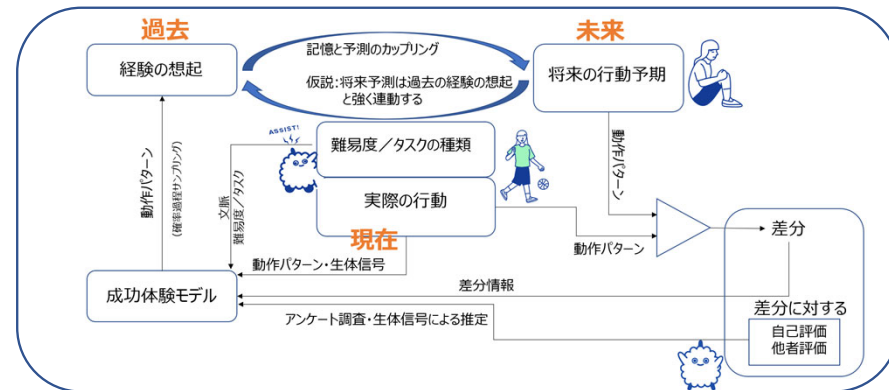 過去
経験の想起
記憶と予測のカップリング
仮説：将来予測は過去の経験の想起
と強く連動する
未来
将来の行動予期
ASSIST!
難易度／タスクの種類
実際の行動
現在
動作パターン
(確率過程サンプリング)
文脈
難易度／タスク
動作パターン・生体信号
動作パターン
動作パターン
差分
成功体験モデル
差分情報
アンケート調査・生体信号による推定
差分に対する
自己評価
他者評価